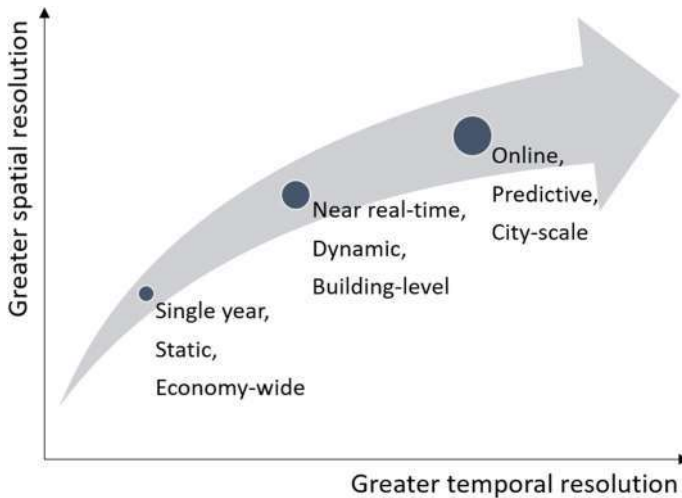 Greater spatial resolution
Online,
Predictive,
City-scale
Near real-time,
Dynamic,
Building-level
Single year,
Static,
Economy-wide
Greater temporal resolution